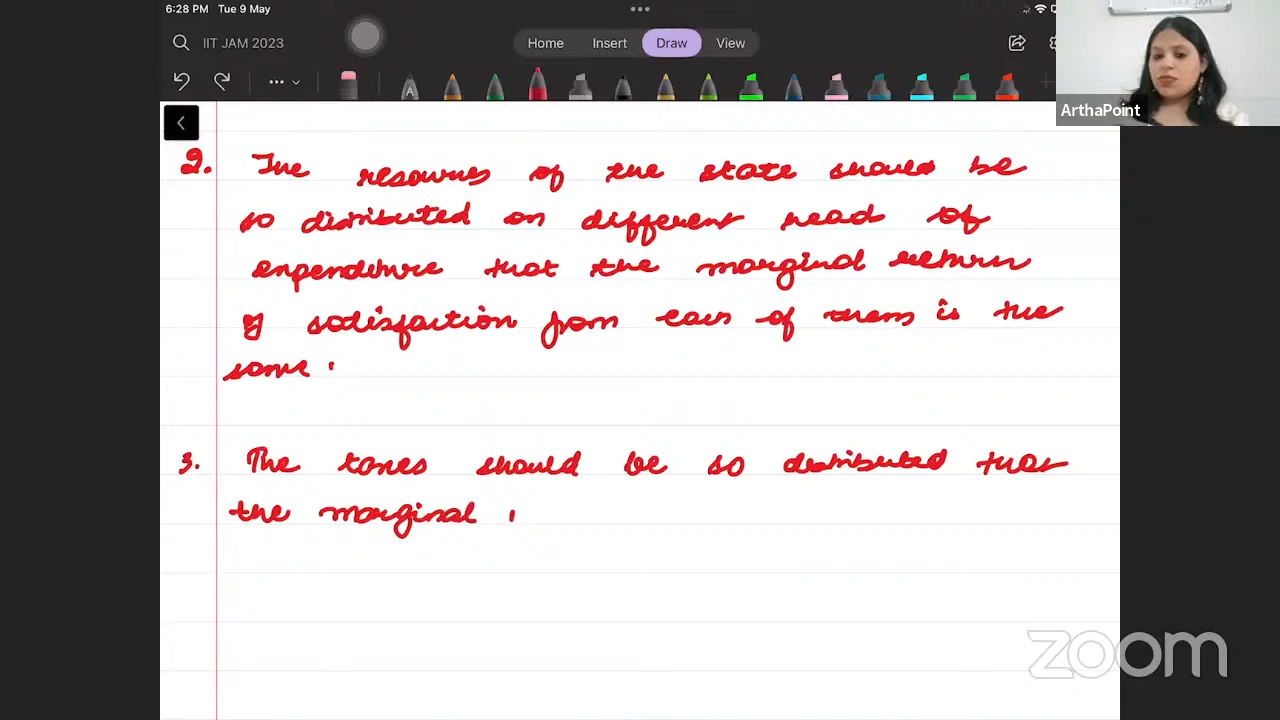 6:28 PM Tue 9 May
IIT JAM 2023
Home Insert Draw View
A
ArthaPoint
2. The resources of the state should be
so distributed on different head of
expenditure that the marginal return
of satisfaction from each of them is the
same.
3. The taxes should be so distributed that
the marginal
zoom